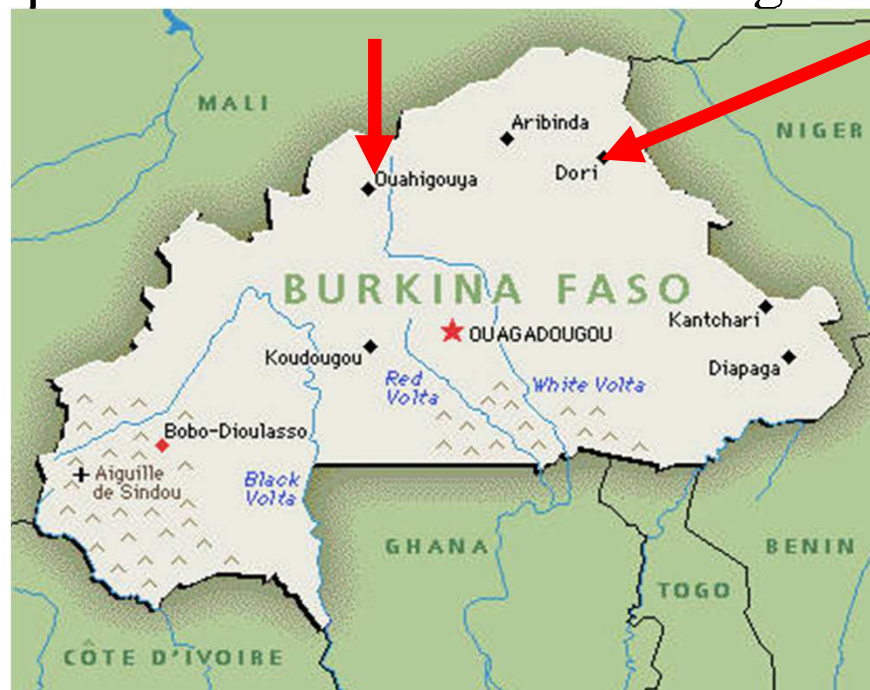 MALI
Aribinda
NIGER
Dori
Ouahigouya
BURKINA FASO
Kantchari
OUAGADOUGOU
Koudougou
Diapaga
Red
Volta
White Volta
Bobo-Dioulasso
Aiguille
de Sindou
Black
Volta
GHANA
BENIN
TOGO
CÔTE D'IVOIRE